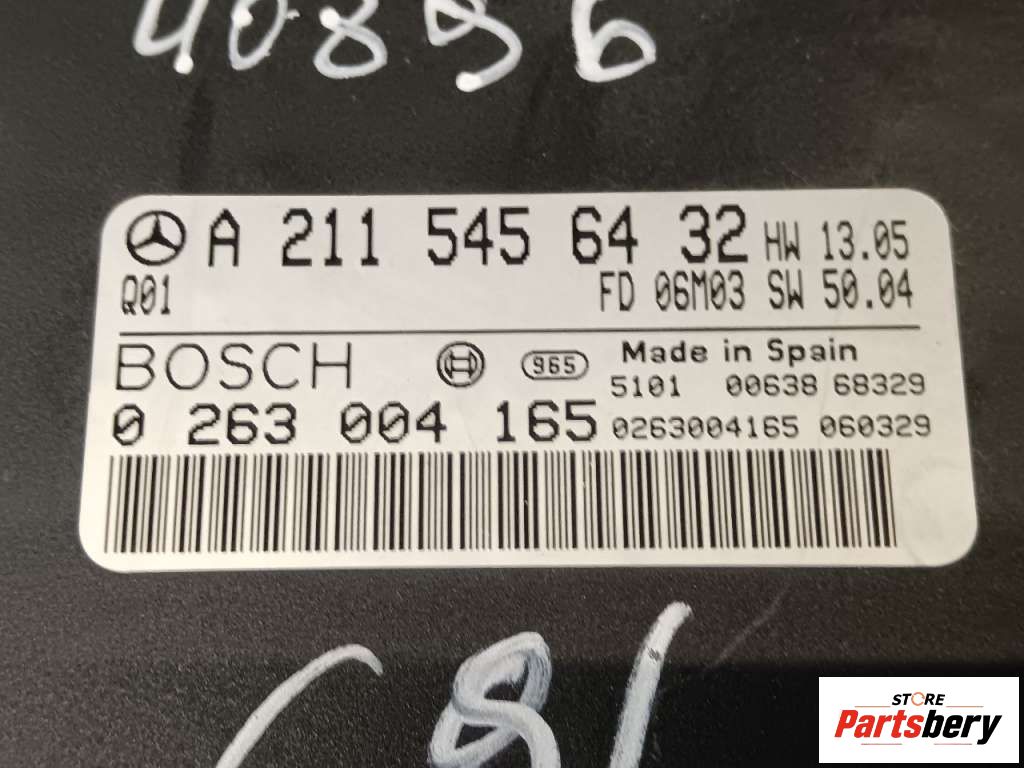 40896
A 211 545 64 32 HW 13.05
Q01 FD 06M03 SW 50.04
BOSCH 965 Made in Spain
5101 00638 68329
0 263 004 165 0263004165 060329
STORE
Partsbery